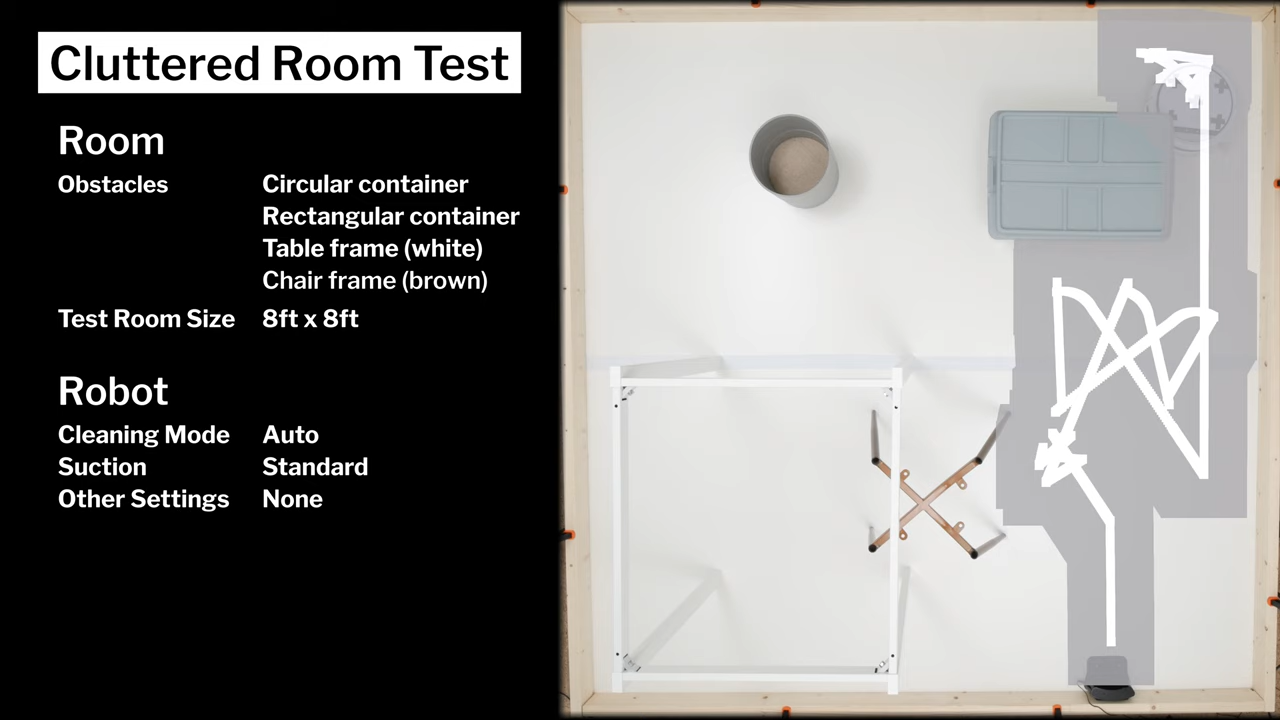 Cluttered Room Test
Room
Obstacles Circular container
Rectangular container
Table frame (white)
Chair frame (brown)
Test Room Size 8ft x 8ft
Robot
Cleaning Mode Auto
Suction Standard
Other Settings None